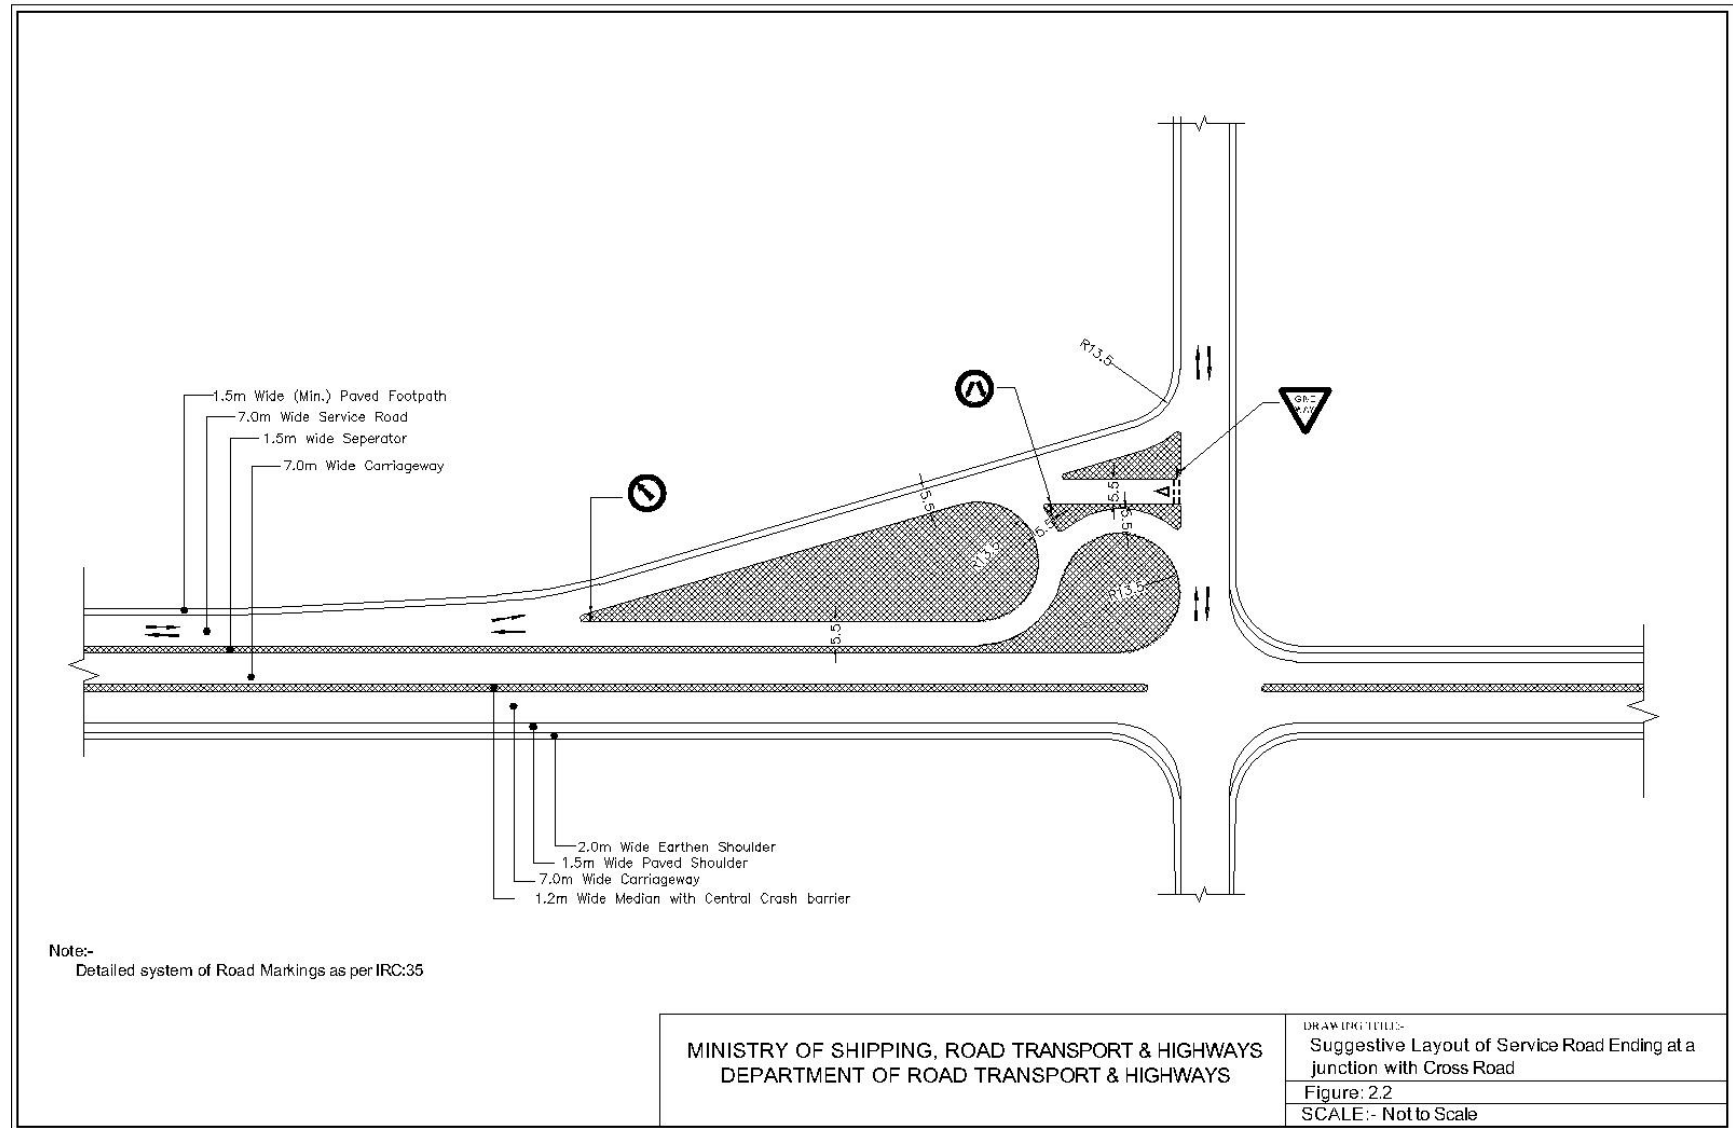 R13.5
1.5m Wide (Min.) Paved Footpath
7.0m Wide Service Road
1.5m wide Seperator
7.0m Wide Carriageway
WAY
5.5
5.5
5.5
5.5
R13.5
R13.5
5.5
2.0m Wide Earthen Shoulder
1.5m Wide Paved Shoulder
7.0m Wide Carriageway
1.2m Wide Median with Central Crash barrier
Note:-
Detailed system of Road Markings as per IRC:35
MINISTRY OF SHIPPING, ROAD TRANSPORT & HIGHWAYS
DEPARTMENT OF ROAD TRANSPORT & HIGHWAYS
DRAWING TITLE:-
Suggestive Layout of Service Road Ending at a
junction with Cross Road
Figure: 2.2
SCALE:- Not to Scale